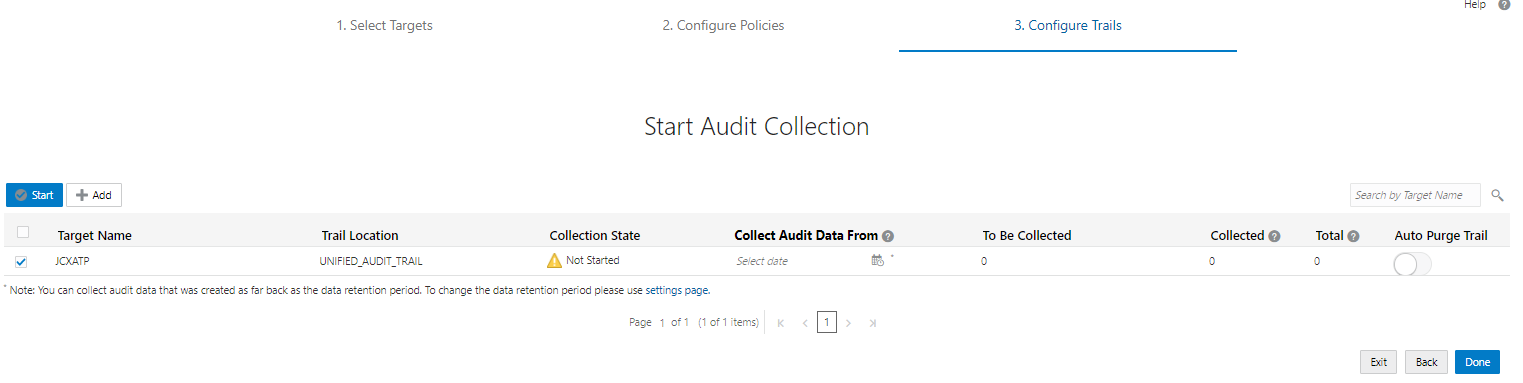 Help
1. Select Targets
2. Configure Policies
3. Configure Trails
Start Audit Collection
Start
Add
Search by Target Name
Target Name Trail Location Collection State Collect Audit Data From ? To Be Collected Collected ? Total ? Auto Purge Trail
JCXATP UNIFIED_AUDIT_TRAIL Not Started Select date * 0 0 0
* Note: You can collect audit data that was created as far back as the data retention period. To change the data retention period please use settings page.
Page 1 of 1 (1 of 1 items) 1
Exit Back Done